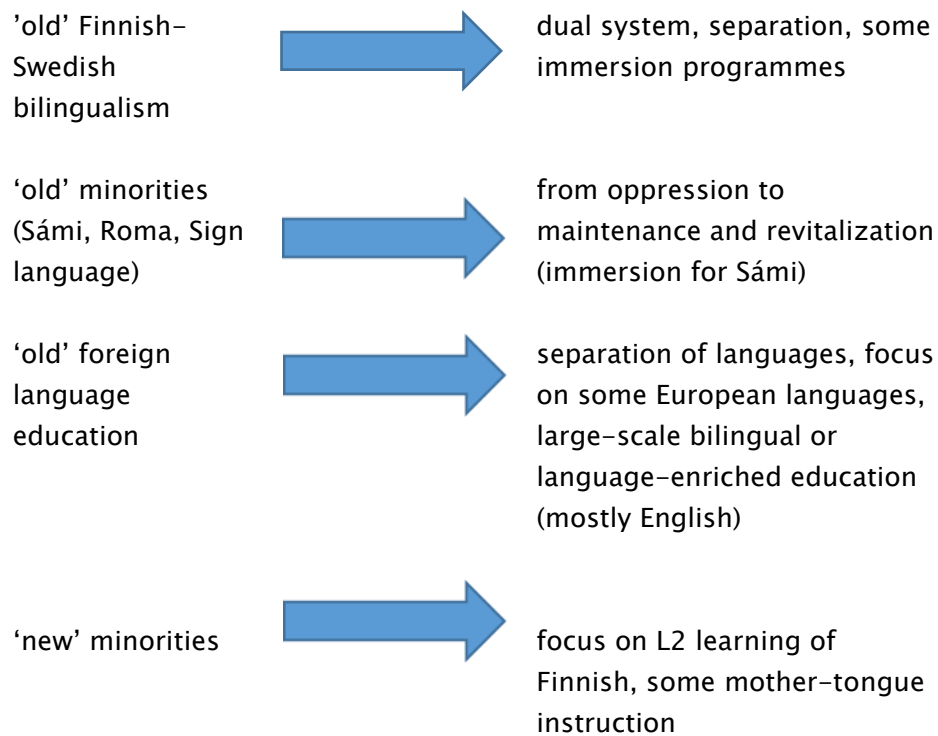 ’old’ Finnish–
Swedish
bilingualism
dual system, separation, some
immersion programmes
‘old’ minorities
(Sámi, Roma, Sign
language)
from oppression to
maintenance and revitalization
(immersion for Sámi)
‘old’ foreign
language
education
separation of languages, focus
on some European languages,
large–scale bilingual or
language–enriched education
(mostly English)
‘new’ minorities
focus on L2 learning of
Finnish, some mother–tongue
instruction